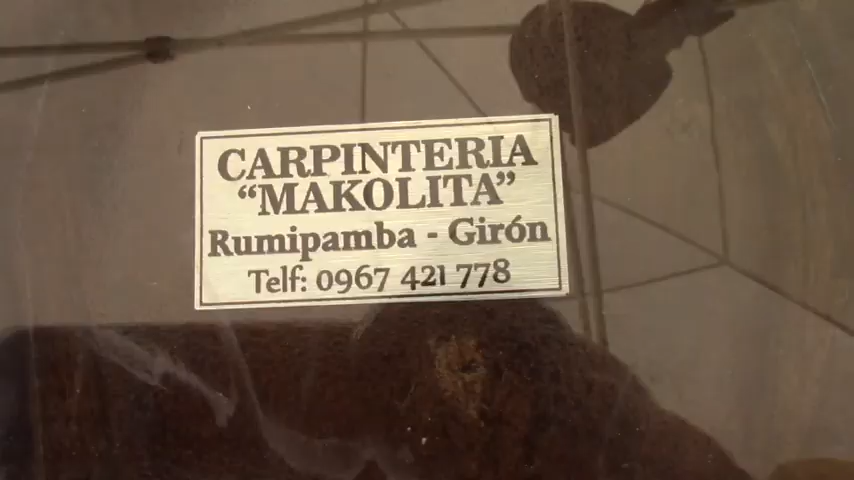 CARPINTERIA
“MAKOLITA”
Rumipamba - Girón
Telf: 0967 421 778